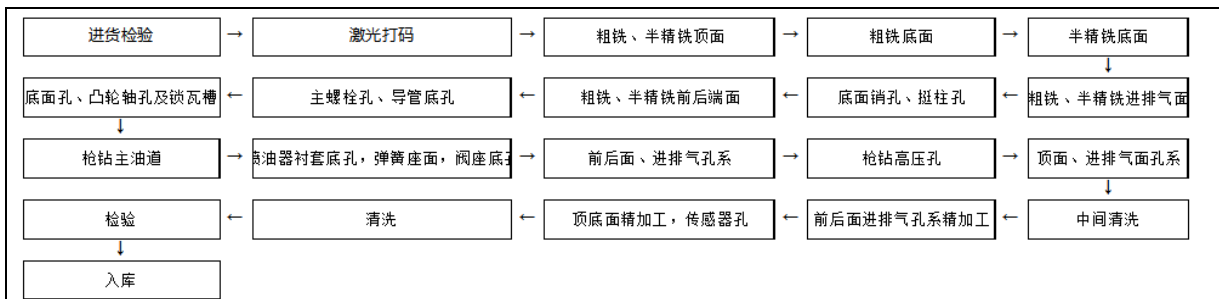 进货检验
激光打码
粗铣、半精铣顶面
粗铣底面
半精铣底面
底面孔、凸轮轴孔及锁瓦槽
主螺栓孔、导管底孔
粗铣、半精铣前后端面
底面销孔、挺柱孔
粗铣、半精铣进排气面
枪钻主油道
喷油器衬套底孔，弹簧座面，阀座底孔
前后面、进排气孔系
枪钻高压孔
顶面、进排气面孔系
检验
清洗
顶底面精加工，传感器孔
前后面进排气孔系精加工
中间清洗
入库